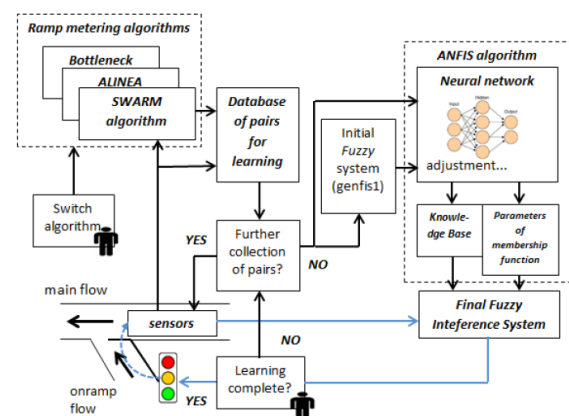 Ramp metering algorithms
Bottleneck
ALINEA
SWARM
algorithm
Switch
algorithm
Database
of pairs
for
learning
Initial
Fuzzy
system
(genfis1)
ANFIS algorithm
Neural network
Input
Hidden
Output
adjustment...
Knowle-
dge Base
Parameters
of
membership
function
Further
collection
of pairs?
YES
NO
main flow
sensors
Final Fuzzy
Inteference System
NO
Learning
complete?
YES
onramp
flow